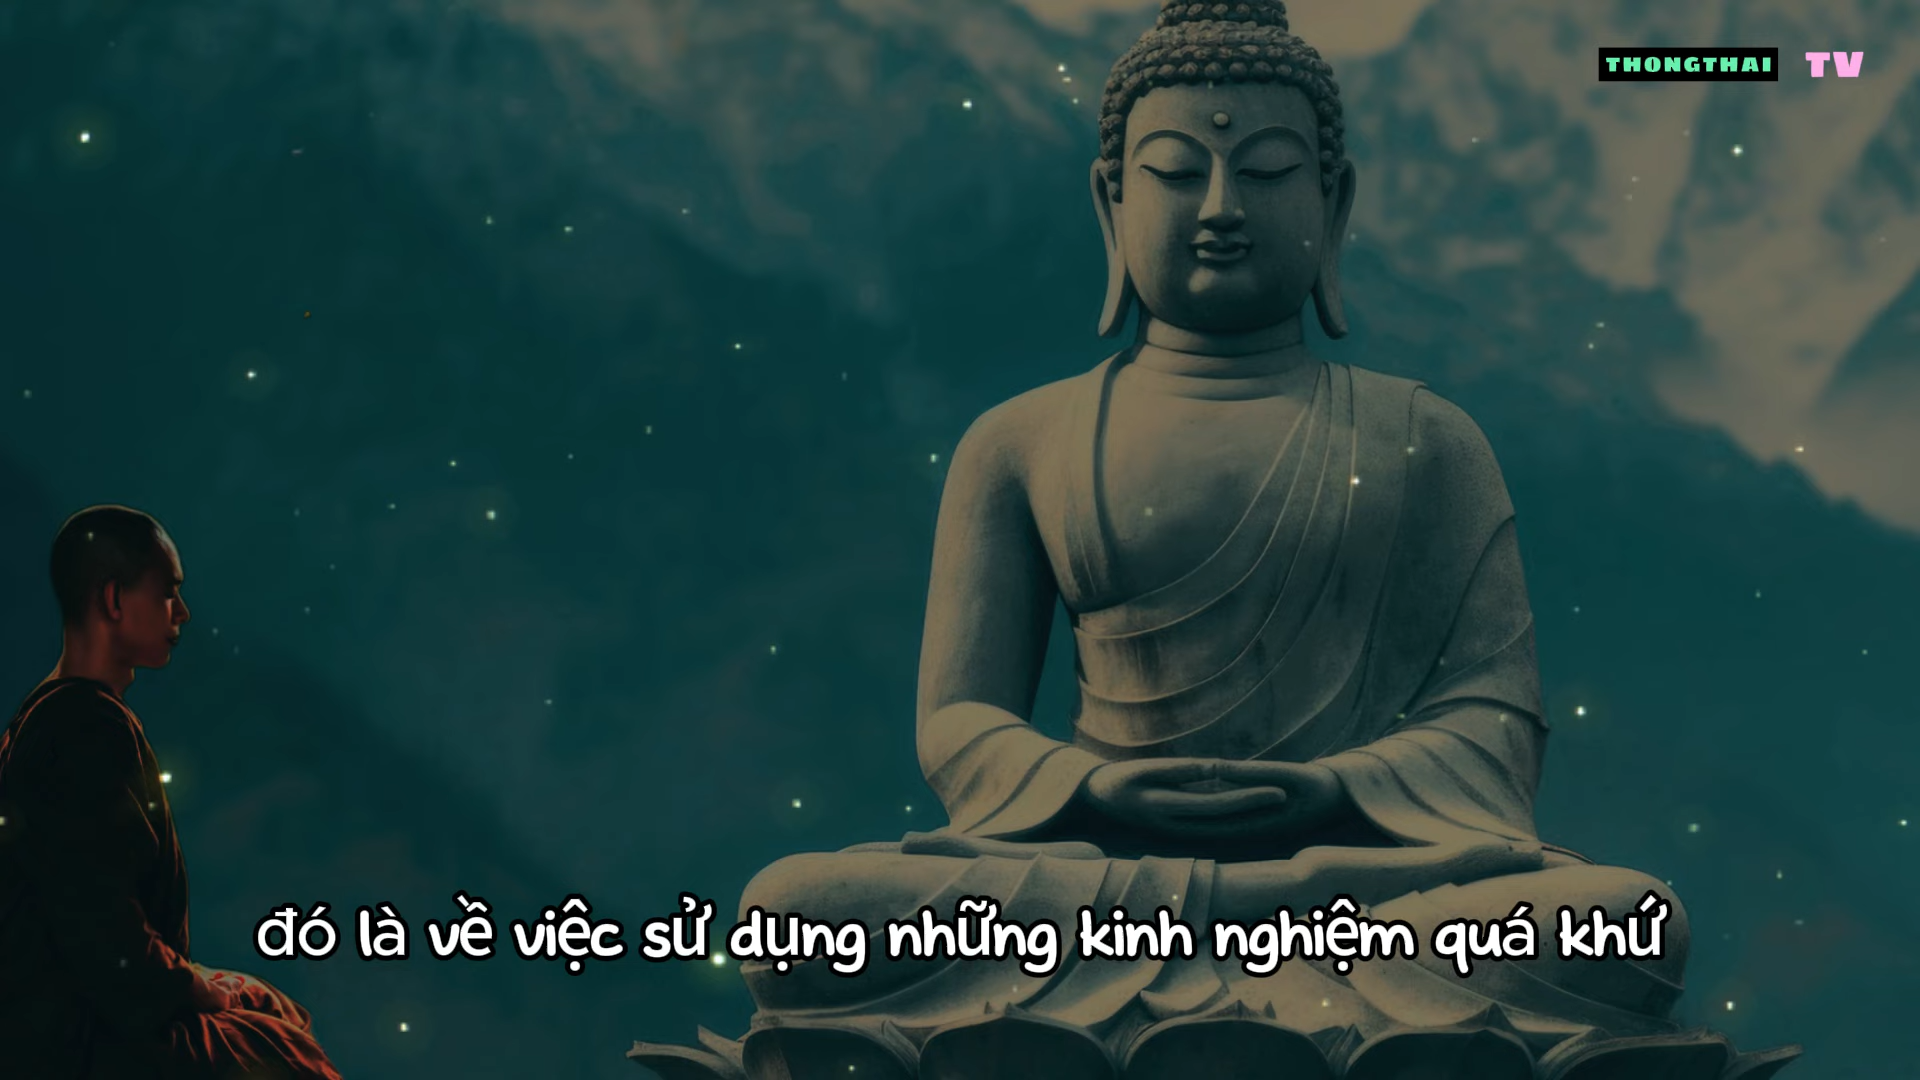 THONGTHAI TV
đó là về việc sử dụng những kinh nghiệm quá khứ